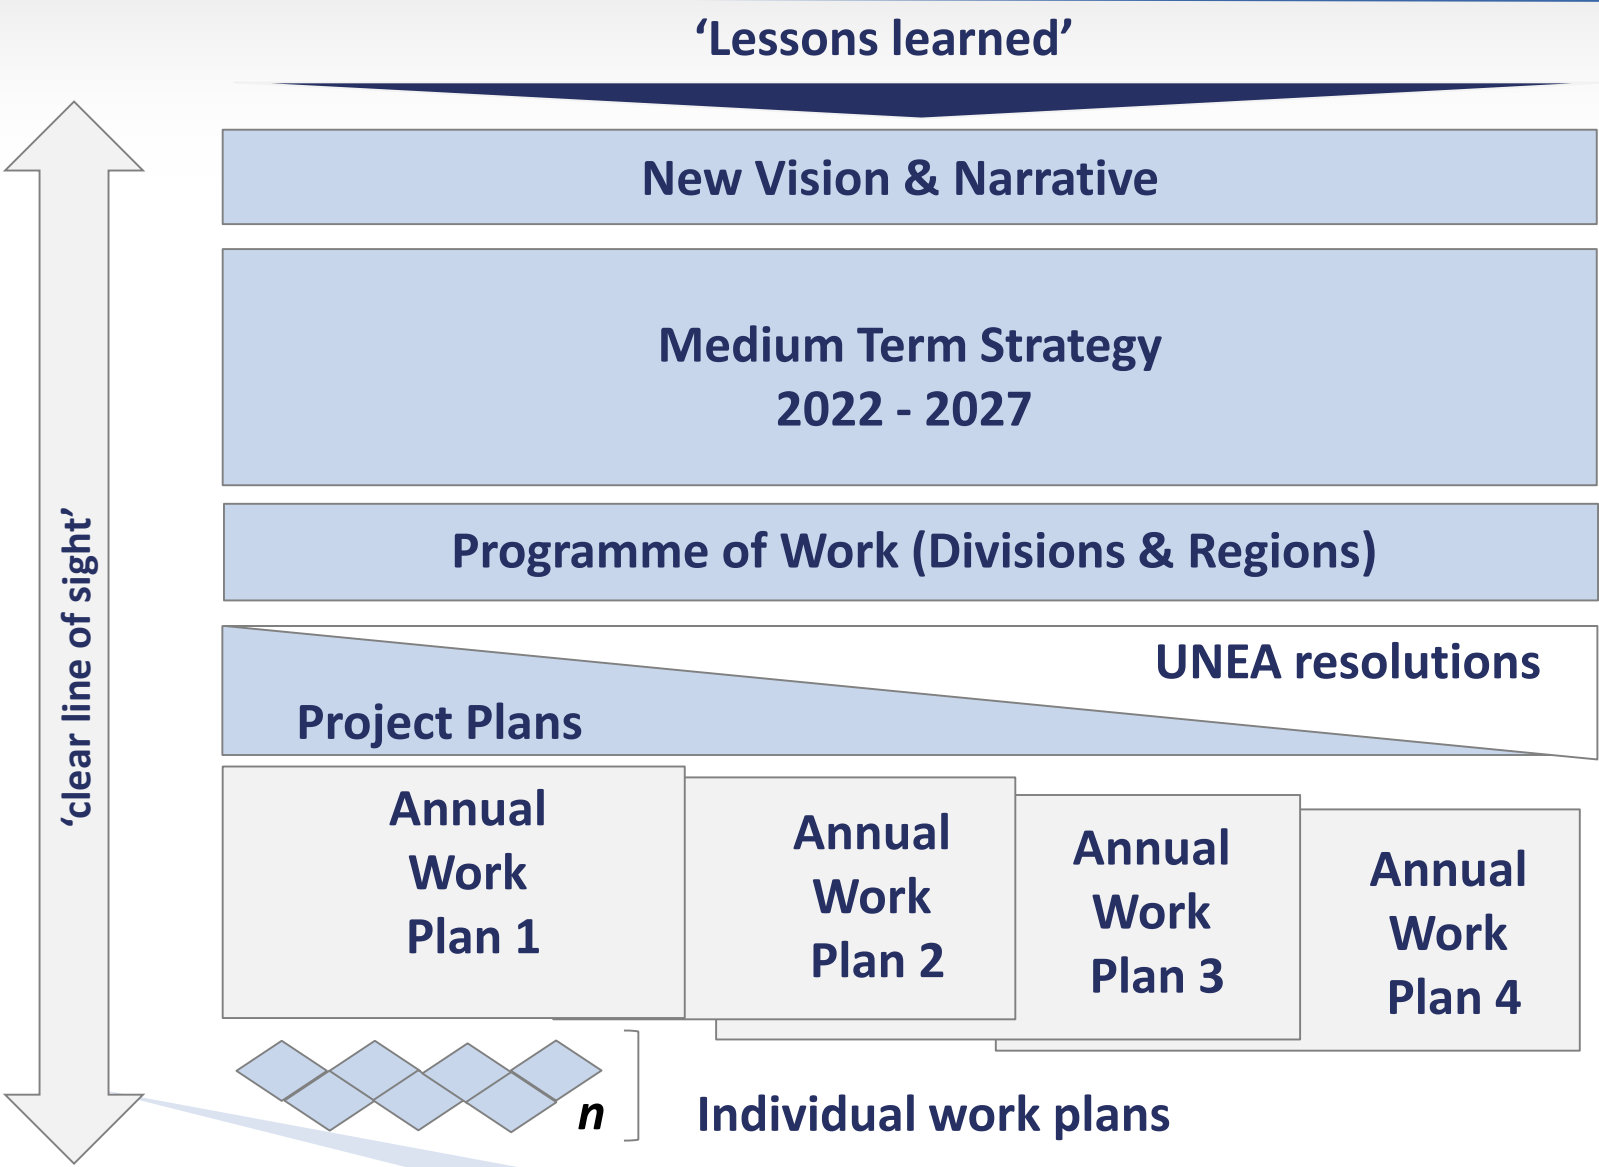 ‘Lessons learned’
New Vision & Narrative
Medium Term Strategy
2022 - 2027
Programme of Work (Divisions & Regions)
UNEA resolutions
Project Plans
‘clear line of sight’
Annual
Work
Plan 1
Annual
Work
Plan 2
Annual
Work
Plan 3
Annual
Work
Plan 4
n
Individual work plans